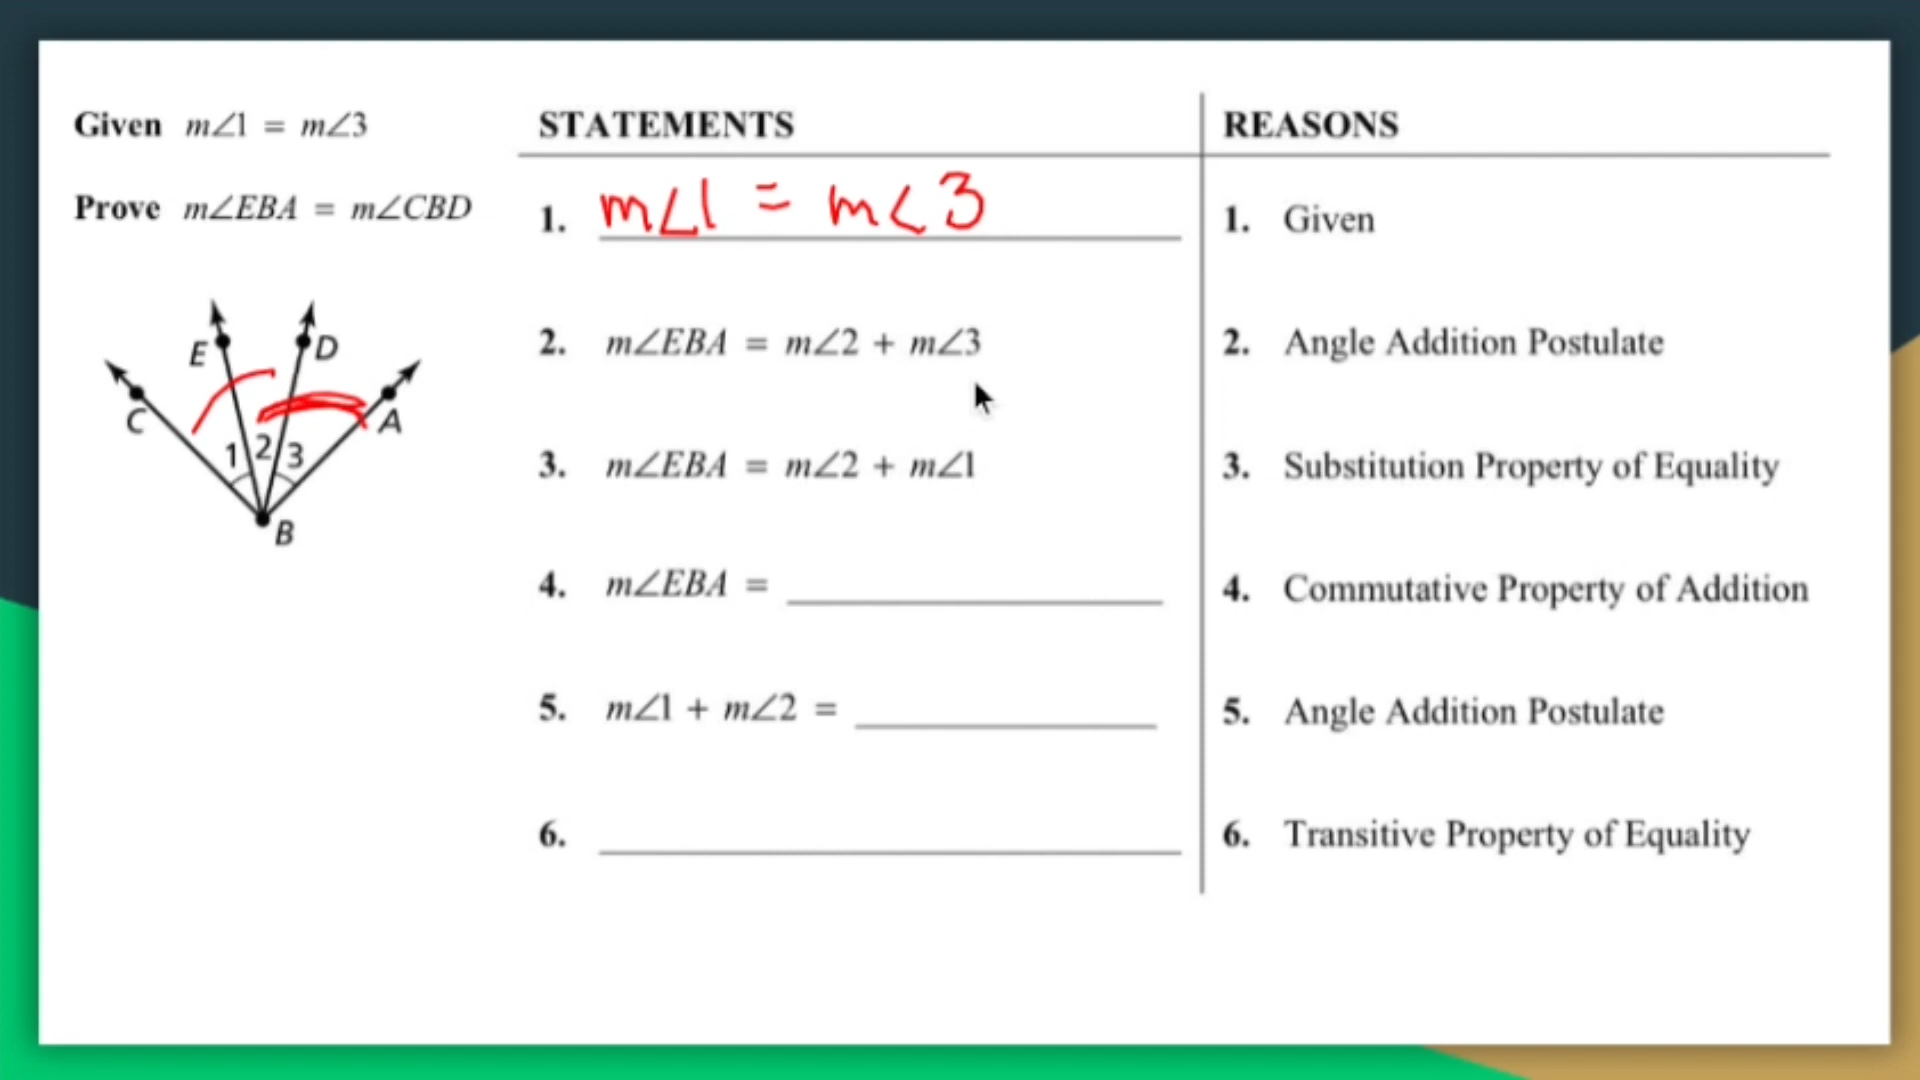 Given m∠1 = m∠3
Prove m∠EBA = m∠CBD
E
D
C
A
1 2 3
B
STATEMENTS
REASONS
1. m∠1 = m∠3
1. Given
2. m∠EBA = m∠2 + m∠3
2. Angle Addition Postulate
3. m∠EBA = m∠2 + m∠1
3. Substitution Property of Equality
4. m∠EBA =
4. Commutative Property of Addition
5. m∠1 + m∠2 =
5. Angle Addition Postulate
6.
6. Transitive Property of Equality